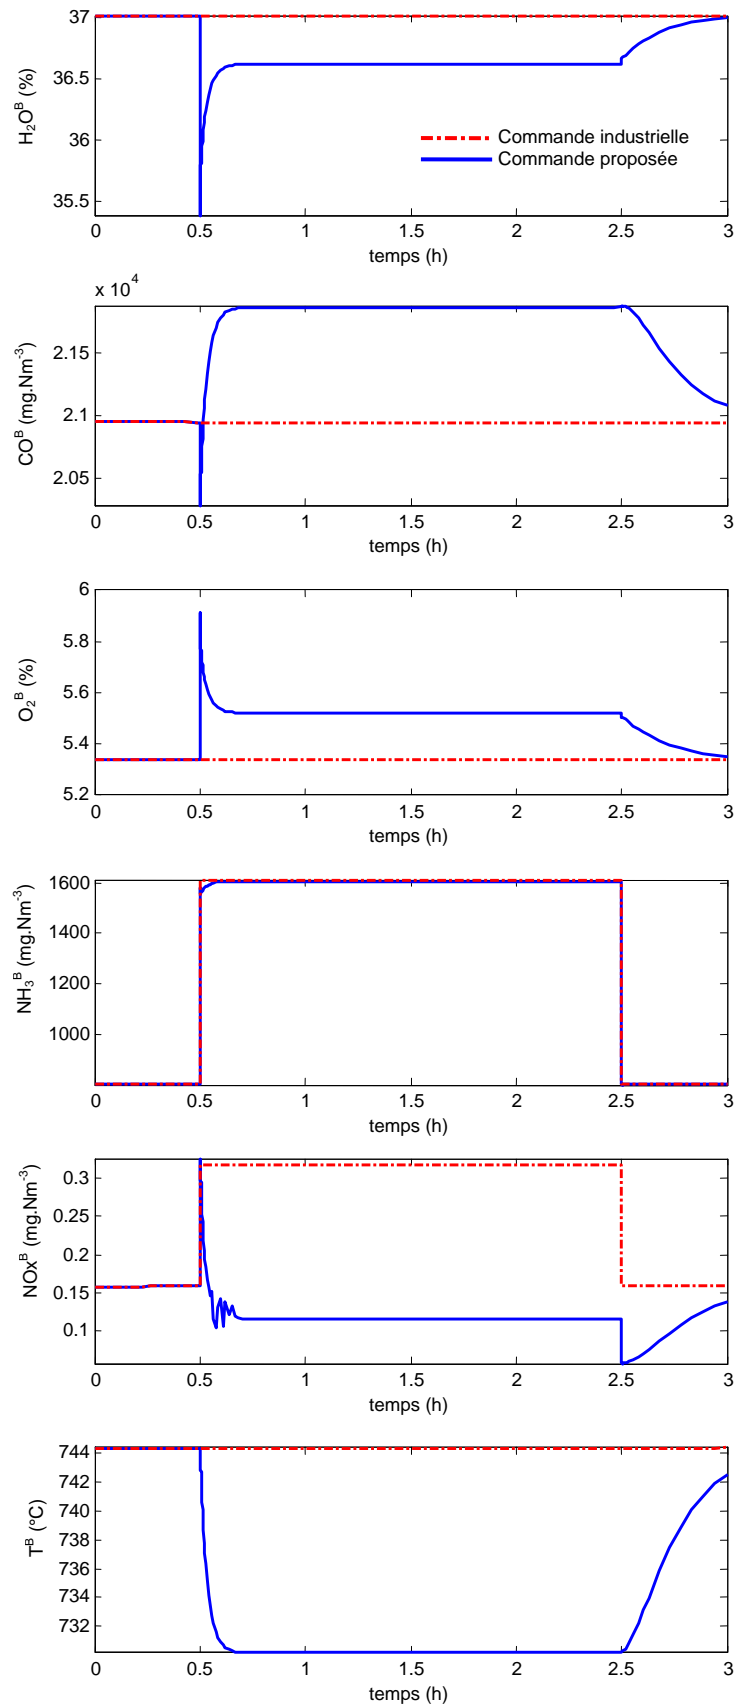 37
36.5
36
35.5
H₂Oᴮ (%)
Commande industrielle
Commande proposée
0 0.5 1 1.5 2 2.5 3
temps (h)
x 10⁴
2.15
2.1
2.05
COᴮ (mg.Nm⁻³)
0 0.5 1 1.5 2 2.5 3
temps (h)
6
5.8
5.6
5.4
5.2
O₂ᴮ (%)
0 0.5 1 1.5 2 2.5 3
temps (h)
1600
1400
1200
1000
NH₃ᴮ (mg.Nm⁻³)
0 0.5 1 1.5 2 2.5 3
temps (h)
0.3
0.25
0.2
0.15
0.1
NOxᴮ (mg.Nm⁻³)
0 0.5 1 1.5 2 2.5 3
temps (h)
744
742
740
738
736
734
732
Tᴮ (°C)
0 0.5 1 1.5 2 2.5 3
temps (h)